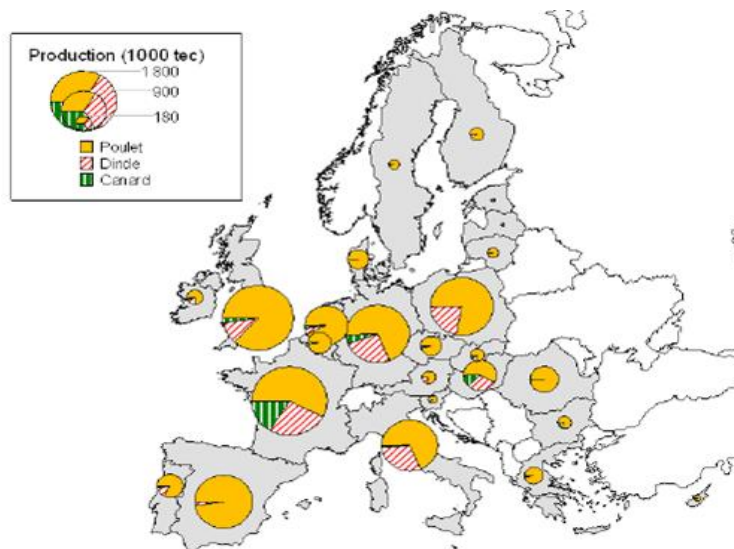 Production (1000 tec)
1 800
900
180
Poulet
Dinde
Canard